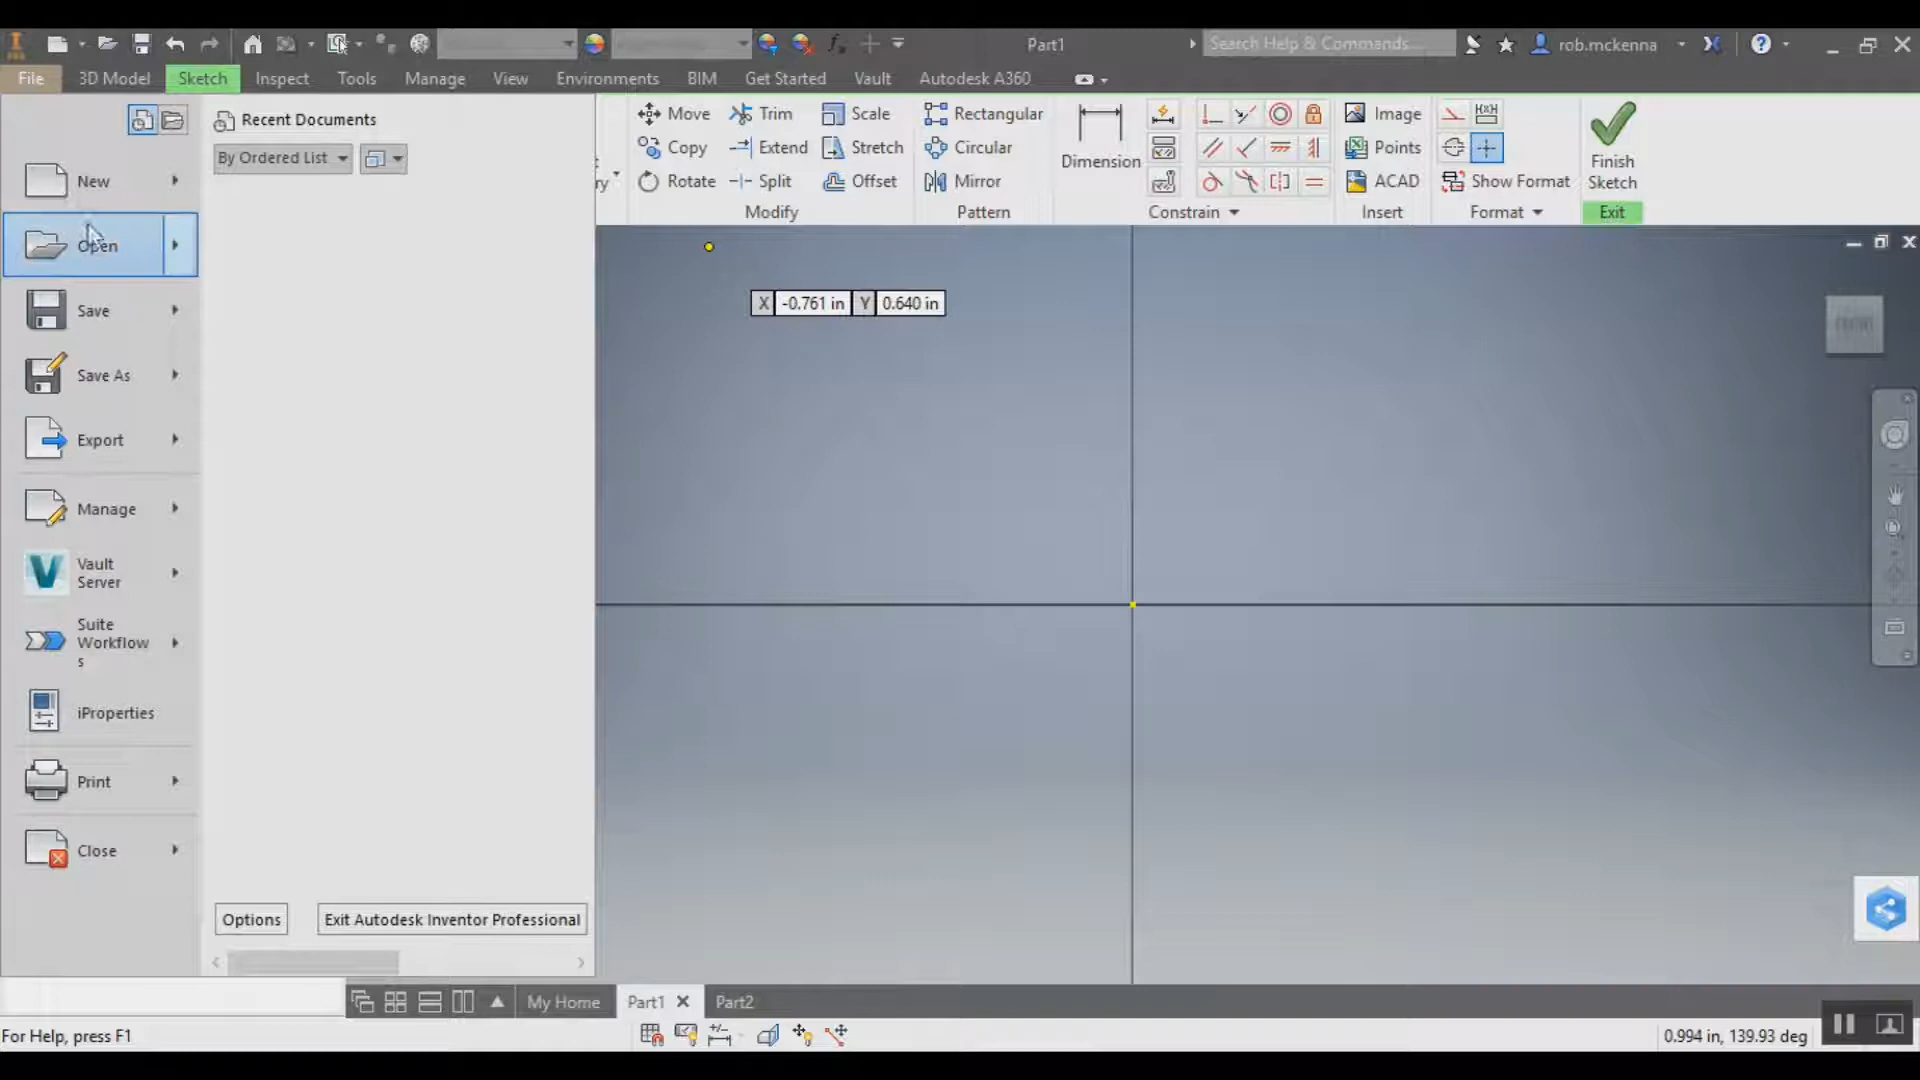 Part1
Search Help & Commands...
rob.mckenna
File
3D Model
Sketch
Inspect
Tools
Manage
View
Environments
BIM
Get Started
Vault
Autodesk A360
Recent Documents
By Ordered List
New
Open
Save
Save As
Export
Manage
Vault
Server
Suite
Workflow
s
iProperties
Print
Close
Options
Exit Autodesk Inventor Professional
ry
Move
Copy
Rotate
Trim
Extend
Split
Scale
Stretch
Offset
Modify
Rectangular
Circular
Mirror
Pattern
Dimension
Constrain
Image
Points
ACAD
Insert
Show Format
Format
Finish
Sketch
Exit
X -0.761 in Y 0.640 in
My Home
Part1
Part2
For Help, press F1
0.994 in, 139.93 deg